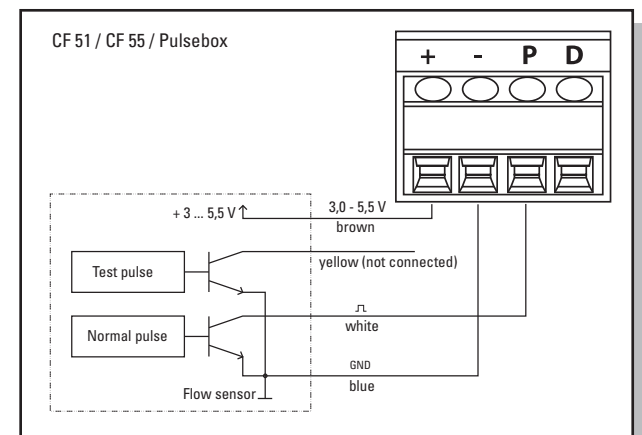 CF 51 / CF 55 / Pulsebox
+ - P D
+ 3 ... 5,5 V
3,0 - 5,5 V
brown
yellow (not connected)
Test pulse
white
Normal pulse
GND
blue
Flow sensor